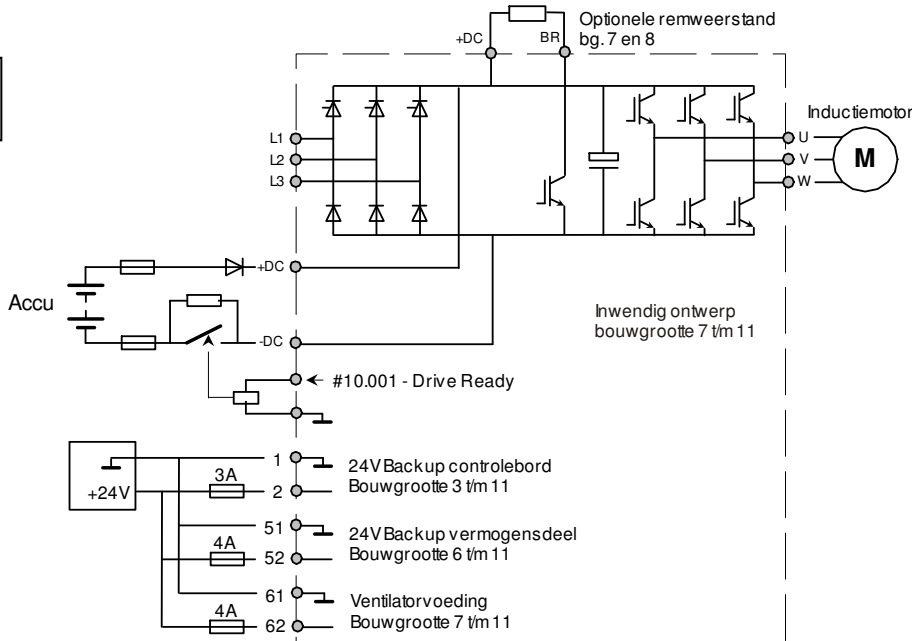 Optionele remweerstand
bg. 7 en 8
+DC
BR
Inductiemotor
L1
L2
L3
U
V
W
M
+DC
Accu
-DC
Inwendig ontwerp
bouwgrootte 7 t/m 11
#10.001 - Drive Ready
+24V
3A
1
2
24V Backup controlebord
Bouwgrootte 3 t/m 11
4A
51
52
24V Backup vermogensdeel
Bouwgrootte 6 t/m 11
4A
61
62
Ventilatorvoeding
Bouwgrootte 7 t/m 11